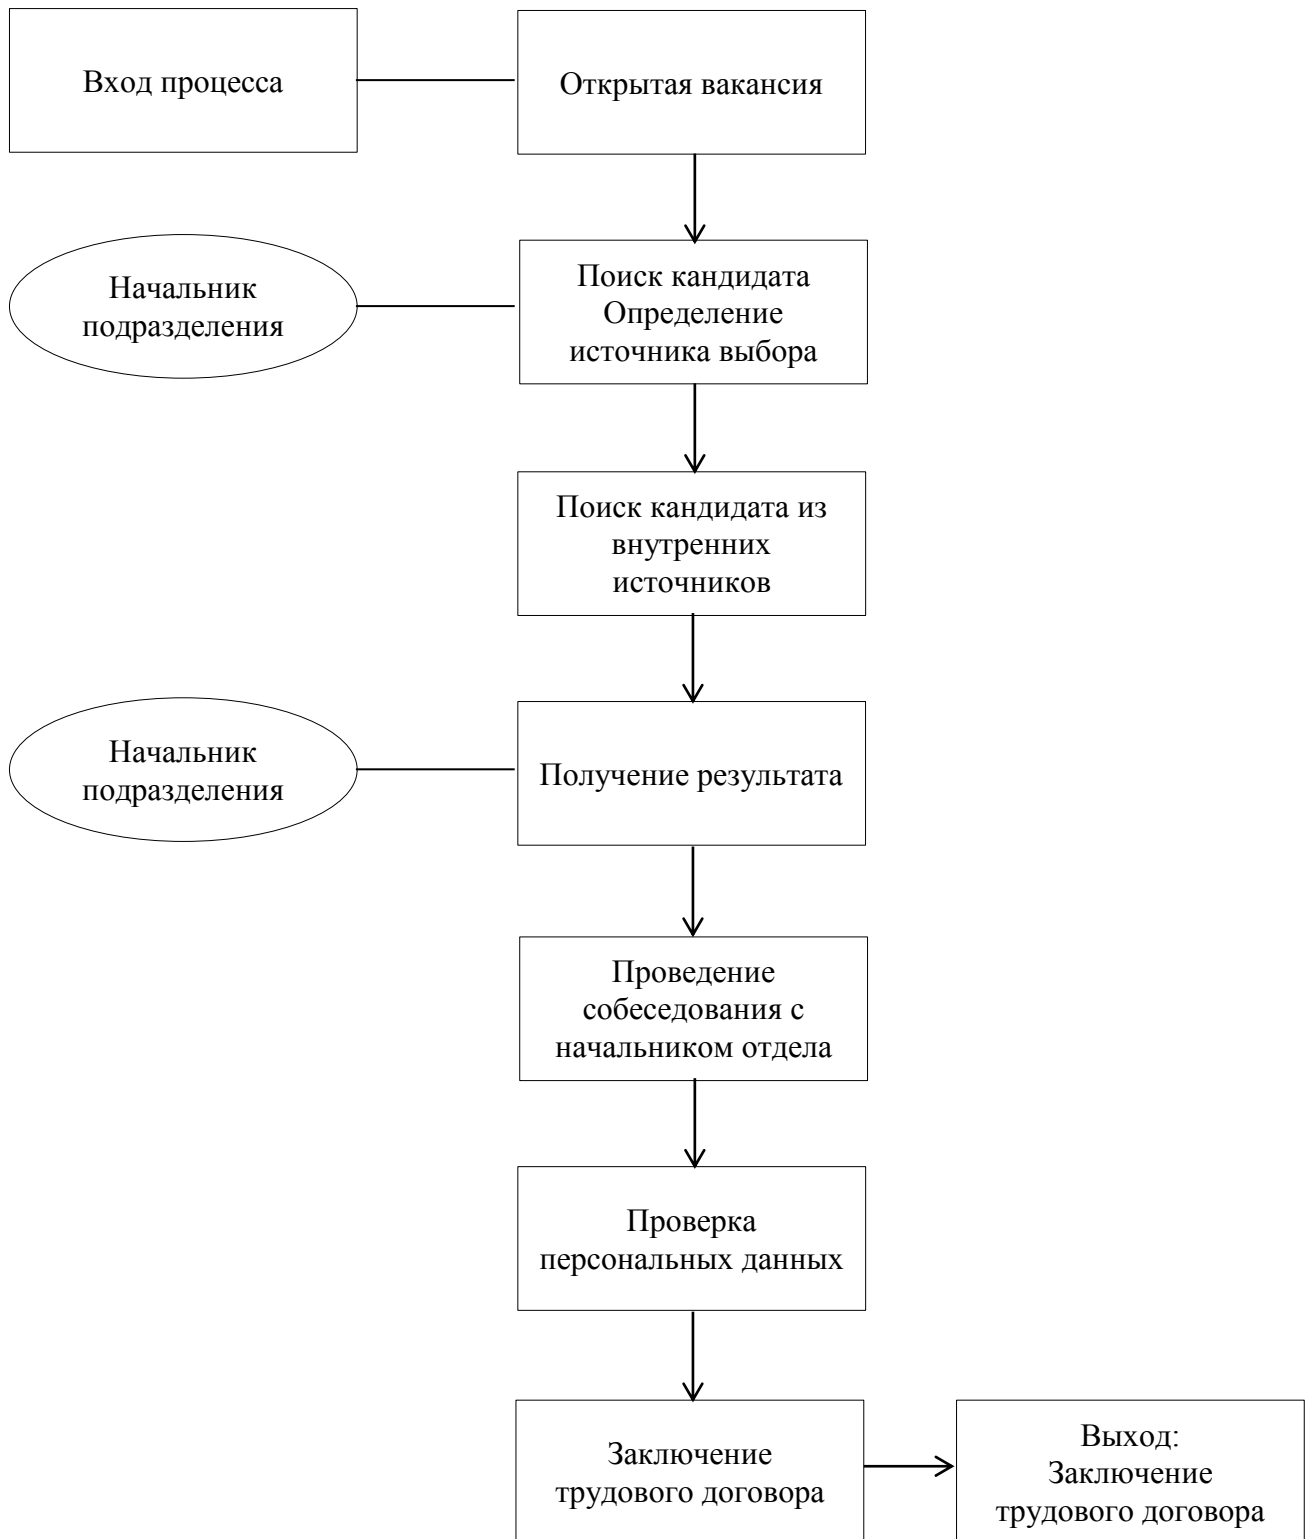 Вход процесса
Открытая вакансия
Начальник
подразделения
Поиск кандидата
Определение
источника выбора
Поиск кандидата из
внутренних
источников
Начальник
подразделения
Получение результата
Проведение
собеседования с
начальником отдела
Проверка
персональных данных
Заключение
трудового договора
Выход:
Заключение
трудового договора